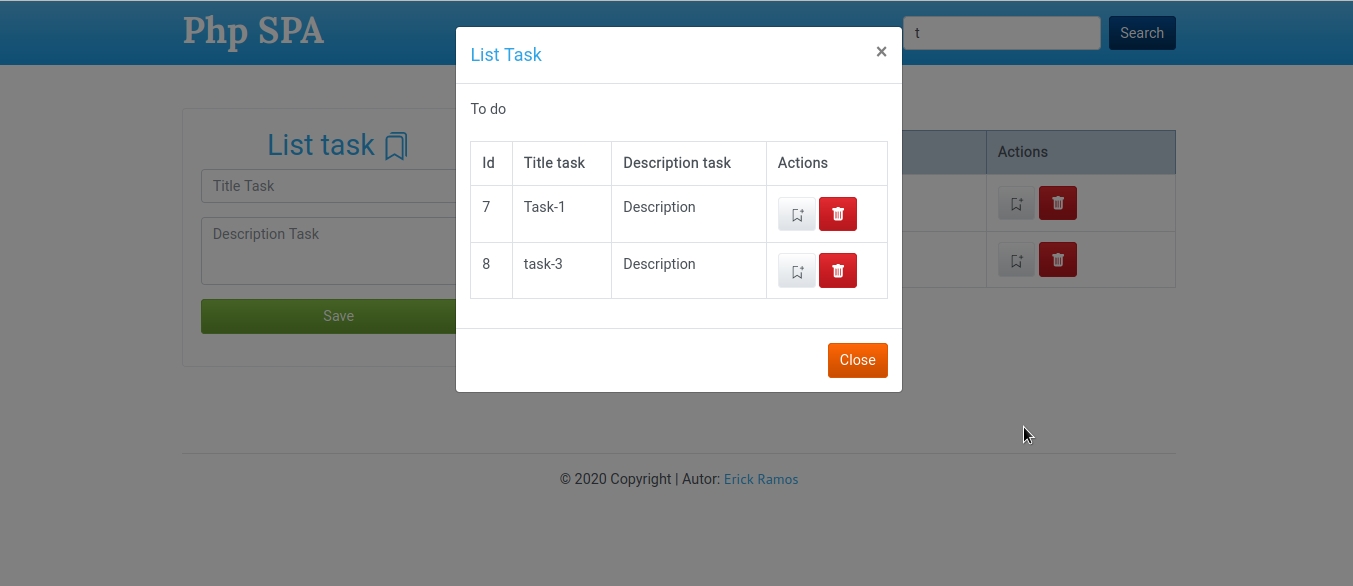 Php SPA
t
Search
List Task
×
To do
Id Title task Description task Actions
7 Task-1 Description
8 task-3 Description
Close
List task
Title Task
Description Task
Save
Actions
© 2020 Copyright | Autor: Erick Ramos